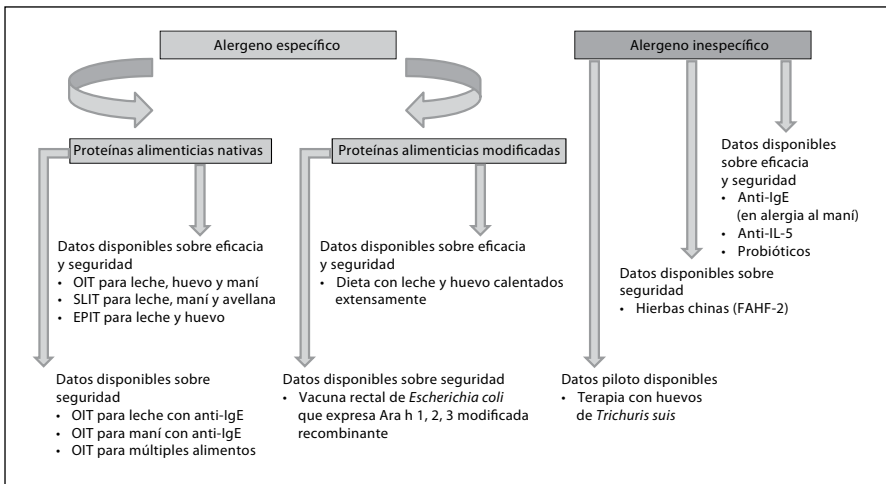 Alergeno específico
Alergeno inespecífico
Proteínas alimenticias nativas
Proteínas alimenticias modificadas
Datos disponibles sobre eficacia
y seguridad
• OIT para leche, huevo y maní
• SLIT para leche, maní y avellana
• EPIT para leche y huevo
Datos disponibles sobre
seguridad
• OIT para leche con anti-IgE
• OIT para maní con anti-IgE
• OIT para múltiples alimentos
Datos disponibles sobre eficacia
y seguridad
• Dieta con leche y huevo calentados
extensamente
Datos disponibles sobre seguridad
• Vacuna rectal de Escherichia coli
que expresa Ara h 1, 2, 3 modificada
recombinante
Datos disponibles
sobre eficacia
y seguridad
• Anti-IgE
(en alergia al maní)
• Anti-IL-5
• Probióticos
Datos disponibles sobre
seguridad
• Hierbas chinas (FAHF-2)
Datos piloto disponibles
• Terapia con huevos
de Trichuris suis